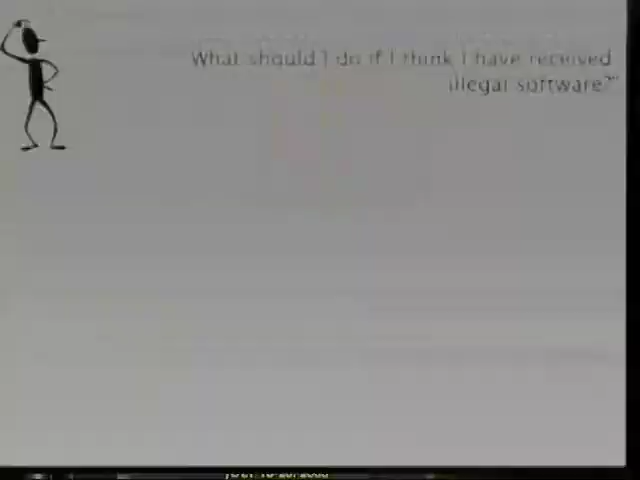 What should I do if I think I have received
illegal software?"